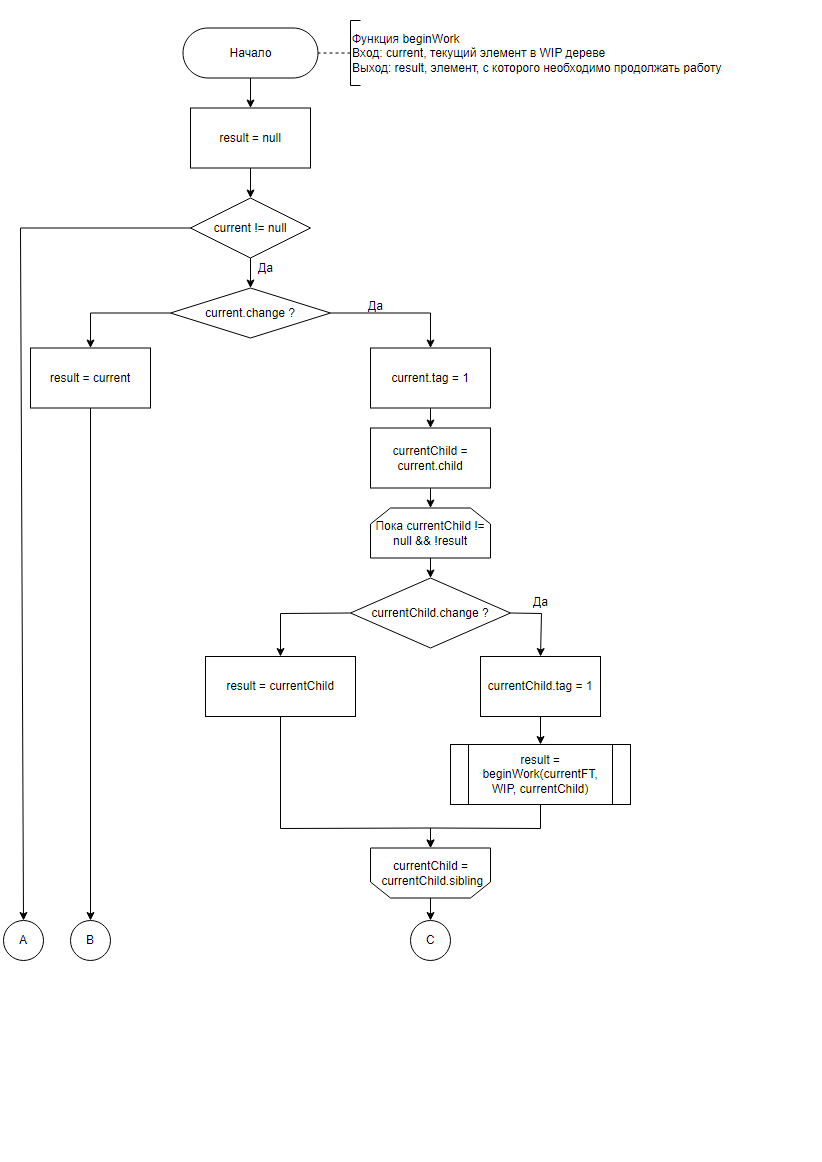 Начало
Функция beginWork
Вход: current, текущий элемент в WIP дереве
Выход: result, элемент, с которого необходимо продолжать работу
result = null
current != null
Да
current.change ?
Да
result = current
current.tag = 1
currentChild =
current.child
Пока currentChild !=
null && !result
currentChild.change ?
Да
result = currentChild
currentChild.tag = 1
result =
beginWork(currentFT,
WIP, currentChild)
currentChild =
currentChild.sibling
A
B
C